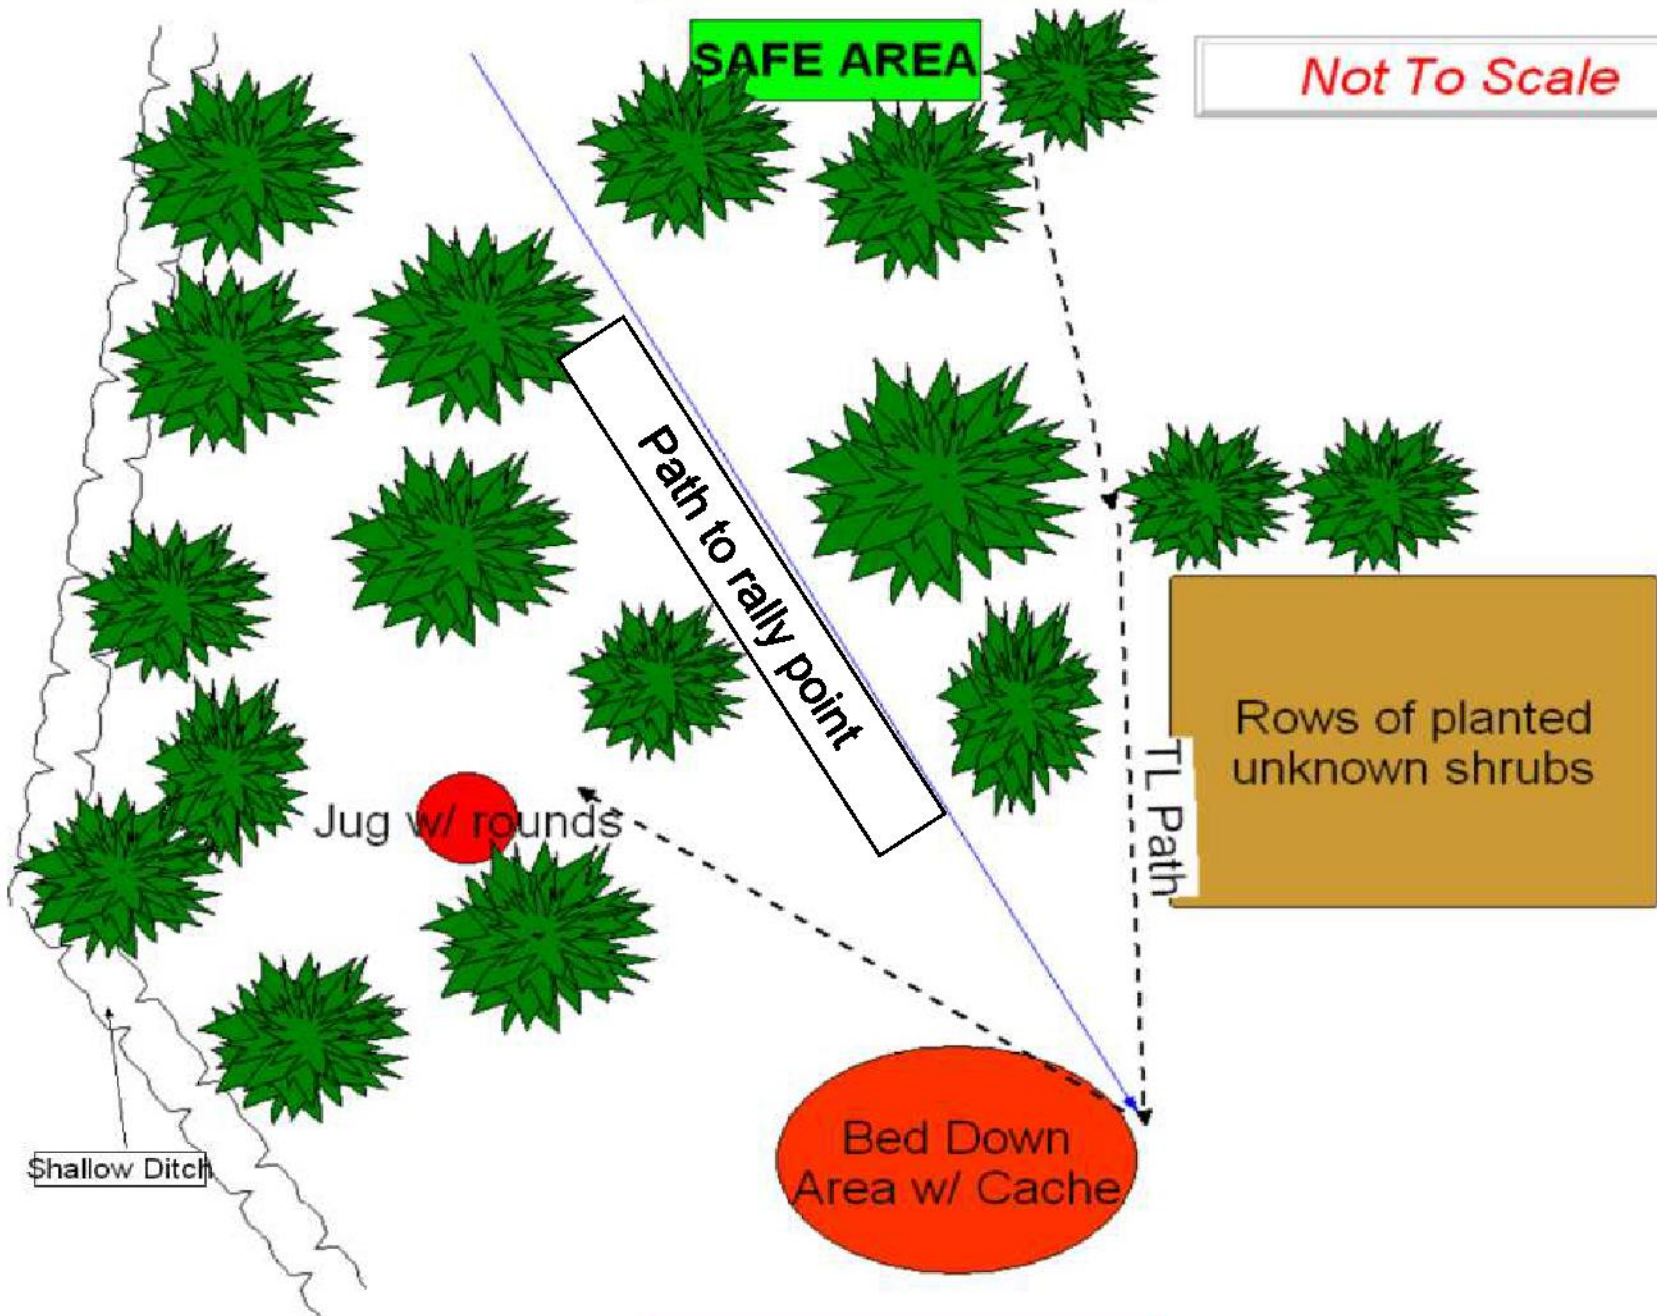 SAFE AREA
Not To Scale
Path to rally point
Rows of planted
unknown shrubs
TL Path
Jug w/ rounds
Bed Down
Area w/ Cache
Shallow Ditch